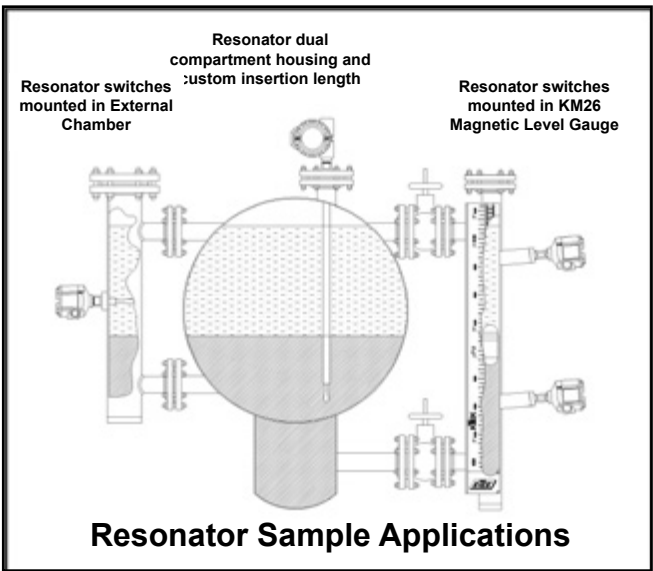 Resonator dual
compartment housing and
custom insertion length
Resonator switches
mounted in External
Chamber
Resonator switches
mounted in KM26
Magnetic Level Gauge
Resonator Sample Applications